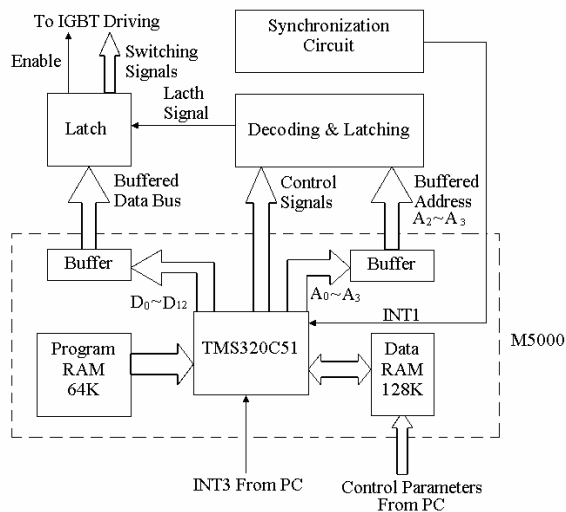 To IGBT Driving
Enable
Switching
Signals
Synchronization
Circuit
Latch
Lacth
Signal
Decoding & Latching
Buffered
Data Bus
Control
Signals
Buffered
Address
A2~A3
Buffer
Buffer
D0~D12
A0~A3
INT1
M5000
Program
RAM
64K
TMS320C51
Data
RAM
128K
INT3 From PC
Control Parameters
From PC